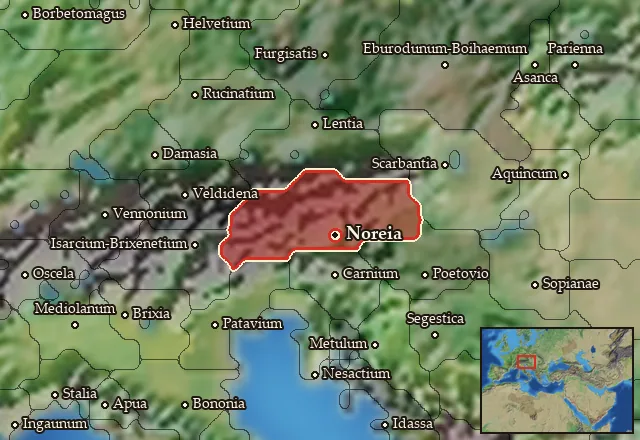 Borbetomagus
Helvetium
Furgisatis
Eburodunum-Boihaemum
Parienna
Asanca
Rucinatium
Lentia
Damasia
Scarbantia
Aquincum
Veldidena
Vennonium
Noreia
Isarcium-Brixenetium
Oscela
Carnium
Poetovio
Sopianae
Mediolanum
Brixia
Patavium
Segestica
Metulum
Nesactium
Stalia
Apua
Bononia
Ingaunum
Idassa